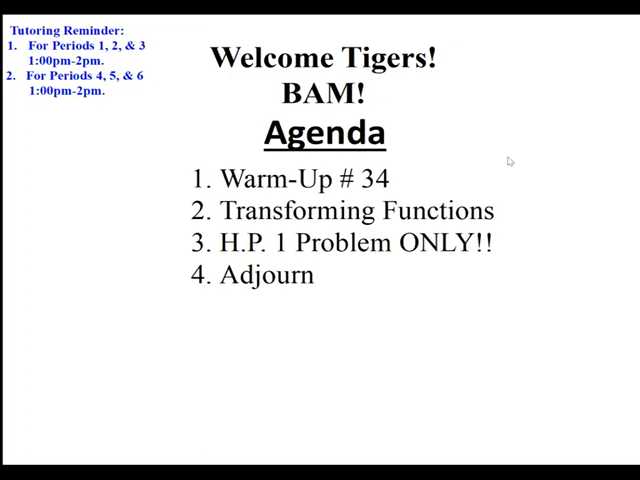 Tutoring Reminder:
1. For Periods 1, 2, & 3
1:00pm-2pm.
2. For Periods 4, 5, & 6
1:00pm-2pm.
Welcome Tigers!
BAM!
Agenda
1. Warm-Up # 34
2. Transforming Functions
3. H.P. 1 Problem ONLY!!
4. Adjourn